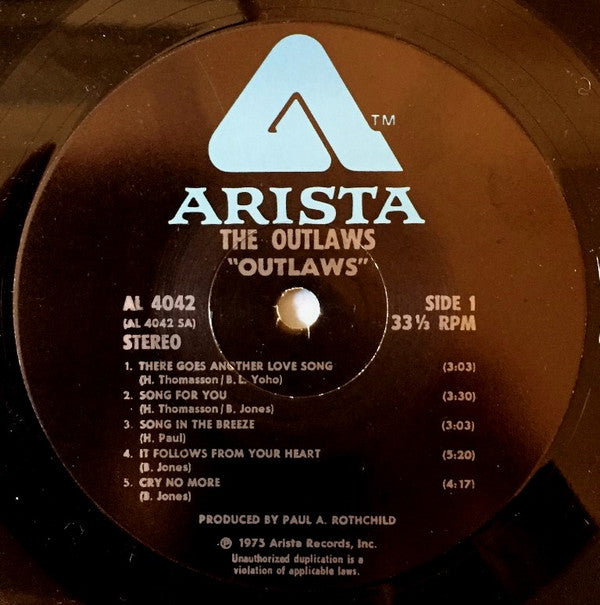 TM
ARISTA
THE OUTLAWS
"OUTLAWS"
AL 4042
(AL 4042 SA)
STEREO
SIDE 1
33⅓ RPM
1. THERE GOES ANOTHER LOVE SONG (3:03)
(H. Thomasson/B. L. Yoho)
2. SONG FOR YOU (3:30)
(H. Thomasson/B. Jones)
3. SONG IN THE BREEZE (3:03)
(H. Paul)
4. IT FOLLOWS FROM YOUR HEART (5:20)
(B. Jones)
5. CRY NO MORE (4:17)
(B. Jones)
PRODUCED BY PAUL A. ROTHCHILD
℗ 1975 Arista Records, Inc.
Unauthorized duplication is a
violation of applicable laws.